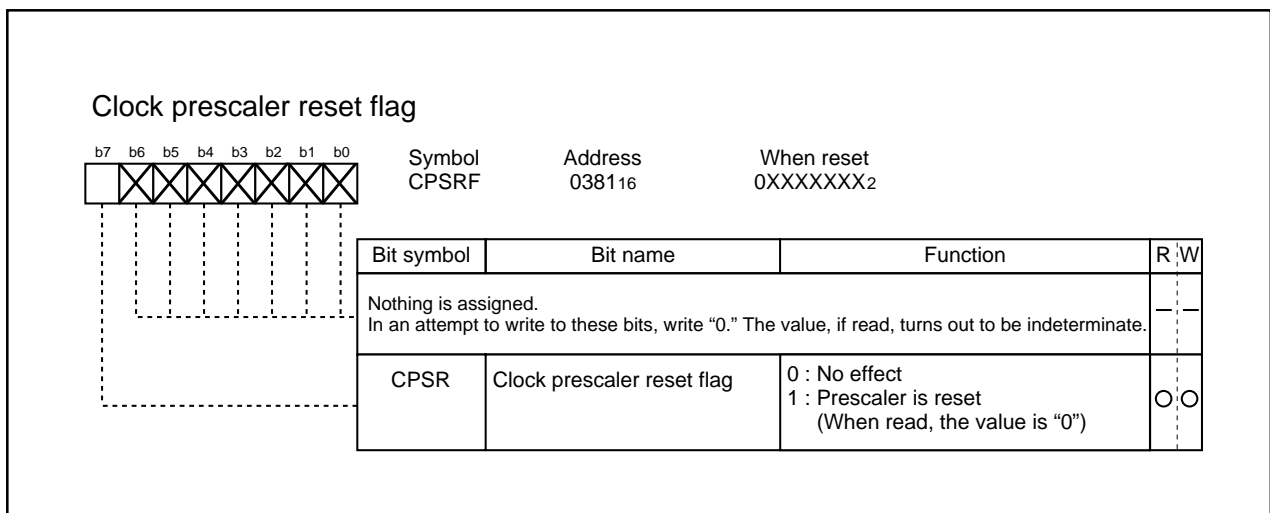 Clock prescaler reset flag
b7 b6 b5 b4 b3 b2 b1 b0
Symbol Address When reset
CPSRF 038116 0XXXXXXX2
Bit symbol Bit name Function R W
Nothing is assigned.
In an attempt to write to these bits, write “0.” The value, if read, turns out to be indeterminate. — —
CPSR Clock prescaler reset flag 0 : No effect
1 : Prescaler is reset
(When read, the value is “0”)